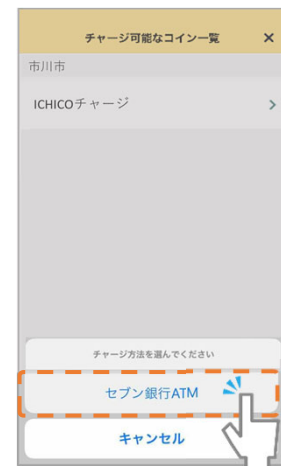 チャージ可能なコイン一覧 ×
市川市
ICHICOチャージ >
チャージ方法を選んでください
セブン銀行ATM
キャンセル